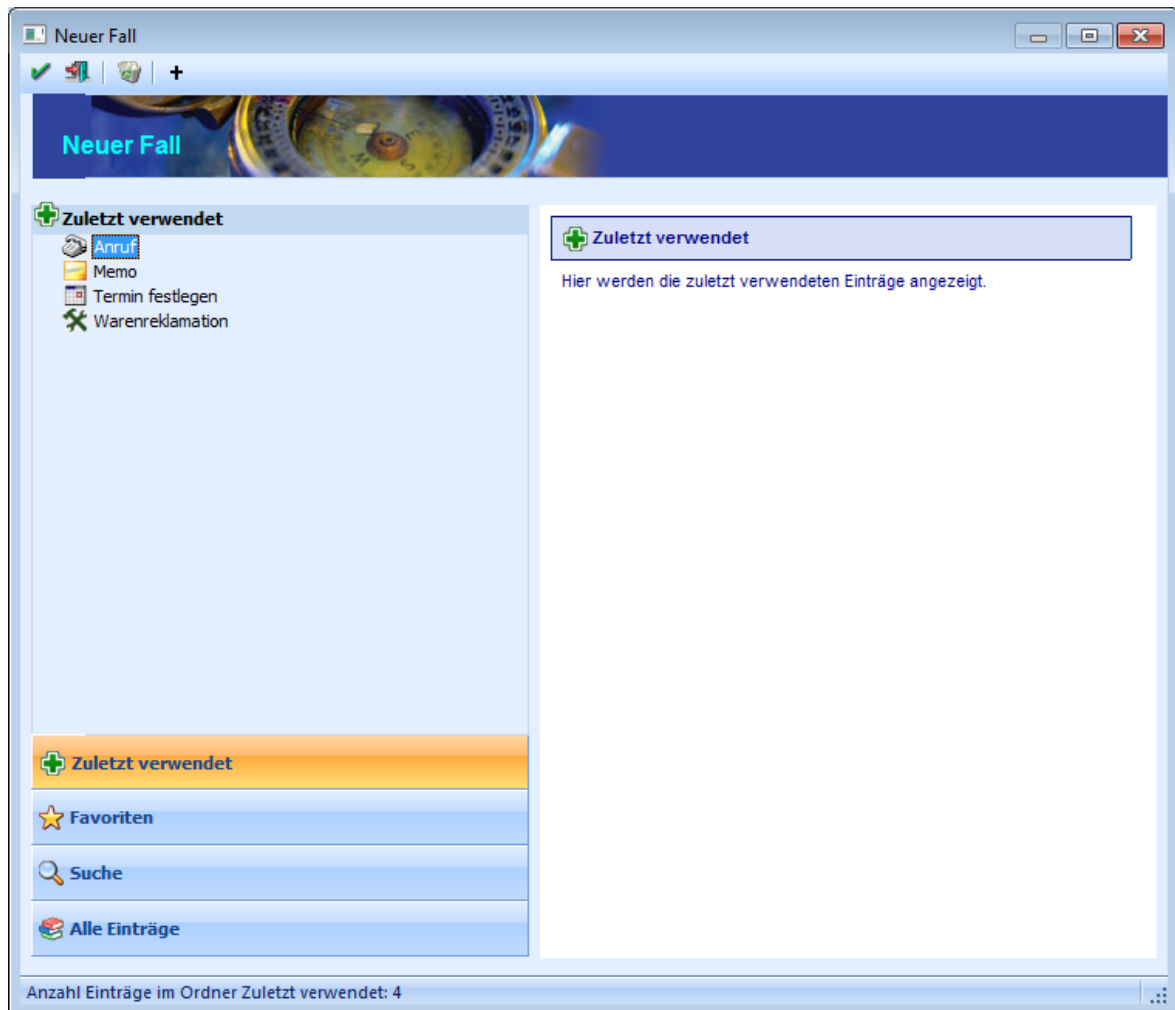 Neuer Fall
+
Neuer Fall
Zuletzt verwendet
Anruf
Memo
Termin festlegen
Warenreklamation
Zuletzt verwendet
Hier werden die zuletzt verwendeten Einträge angezeigt.
Zuletzt verwendet
Favoriten
Suche
Alle Einträge
Anzahl Einträge im Ordner Zuletzt verwendet: 4